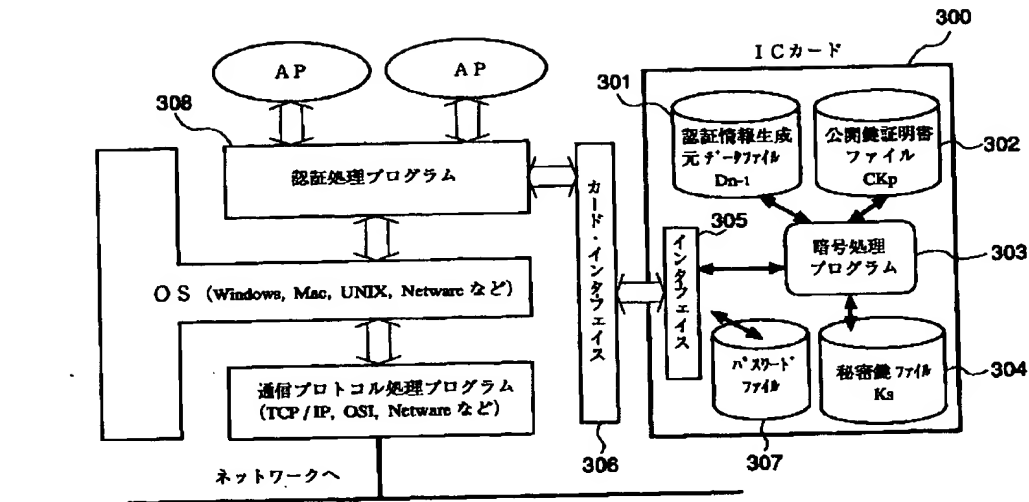 300
ICカード
AP
AP
308
認証処理プログラム
301
認証情報生成
元データファイル
Dn-1
公開鍵証明書
ファイル
CKp
302
カード・インタフェイス
305
インタフェイス
暗号処理
プログラム
303
OS (Windows, Mac, UNIX, Netware など)
通信プロトコル処理プログラム
(TCP/IP, OSI, Netware など)
パスワード
ファイル
秘密鍵ファイル
Ks
304
306
307
ネットワークへ